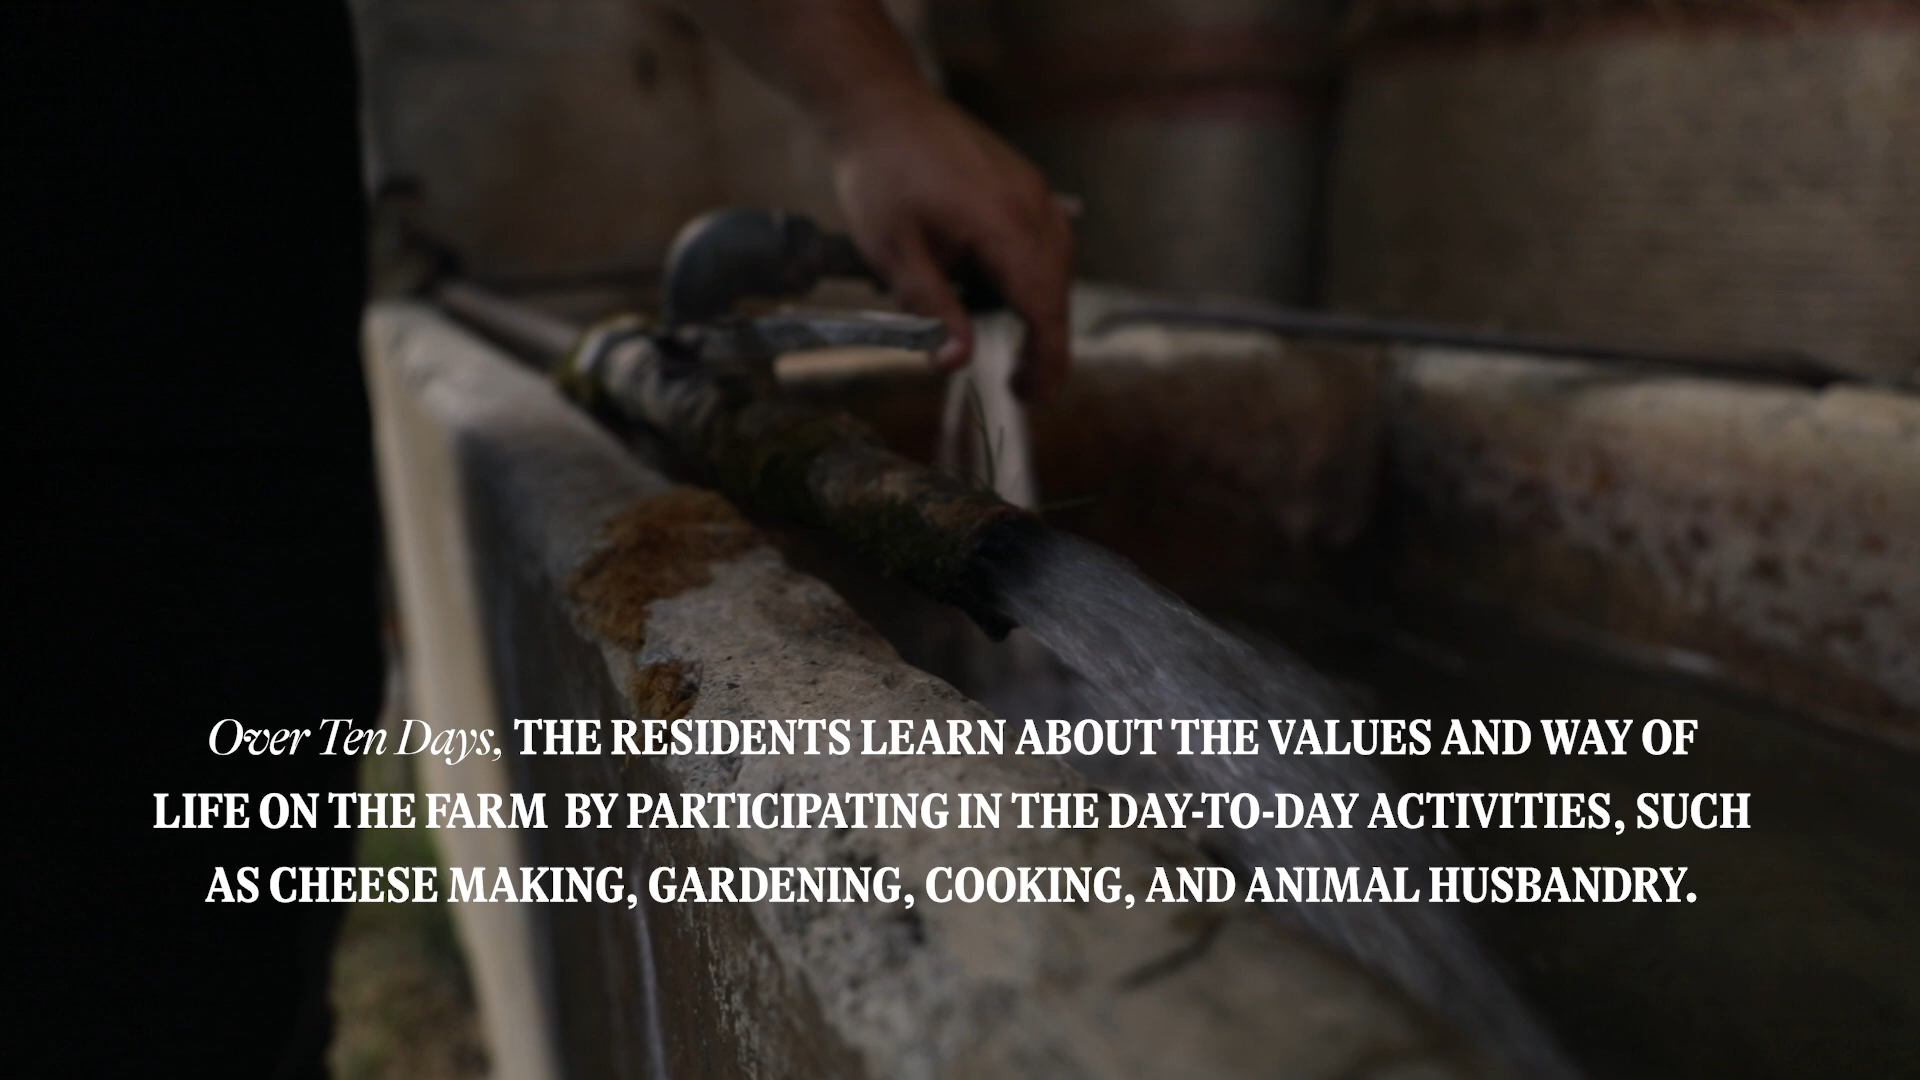 Over Ten Days, THE RESIDENTS LEARN ABOUT THE VALUES AND WAY OF
LIFE ON THE FARM BY PARTICIPATING IN THE DAY-TO-DAY ACTIVITIES, SUCH
AS CHEESE MAKING, GARDENING, COOKING, AND ANIMAL HUSBANDRY.